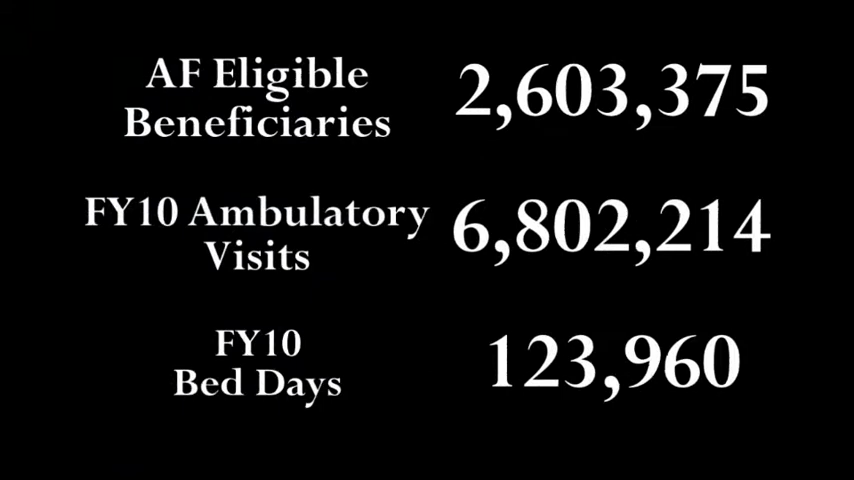 AF Eligible
Beneficiaries
2,603,375
FY10 Ambulatory
Visits
6,802,214
FY10
Bed Days
123,960